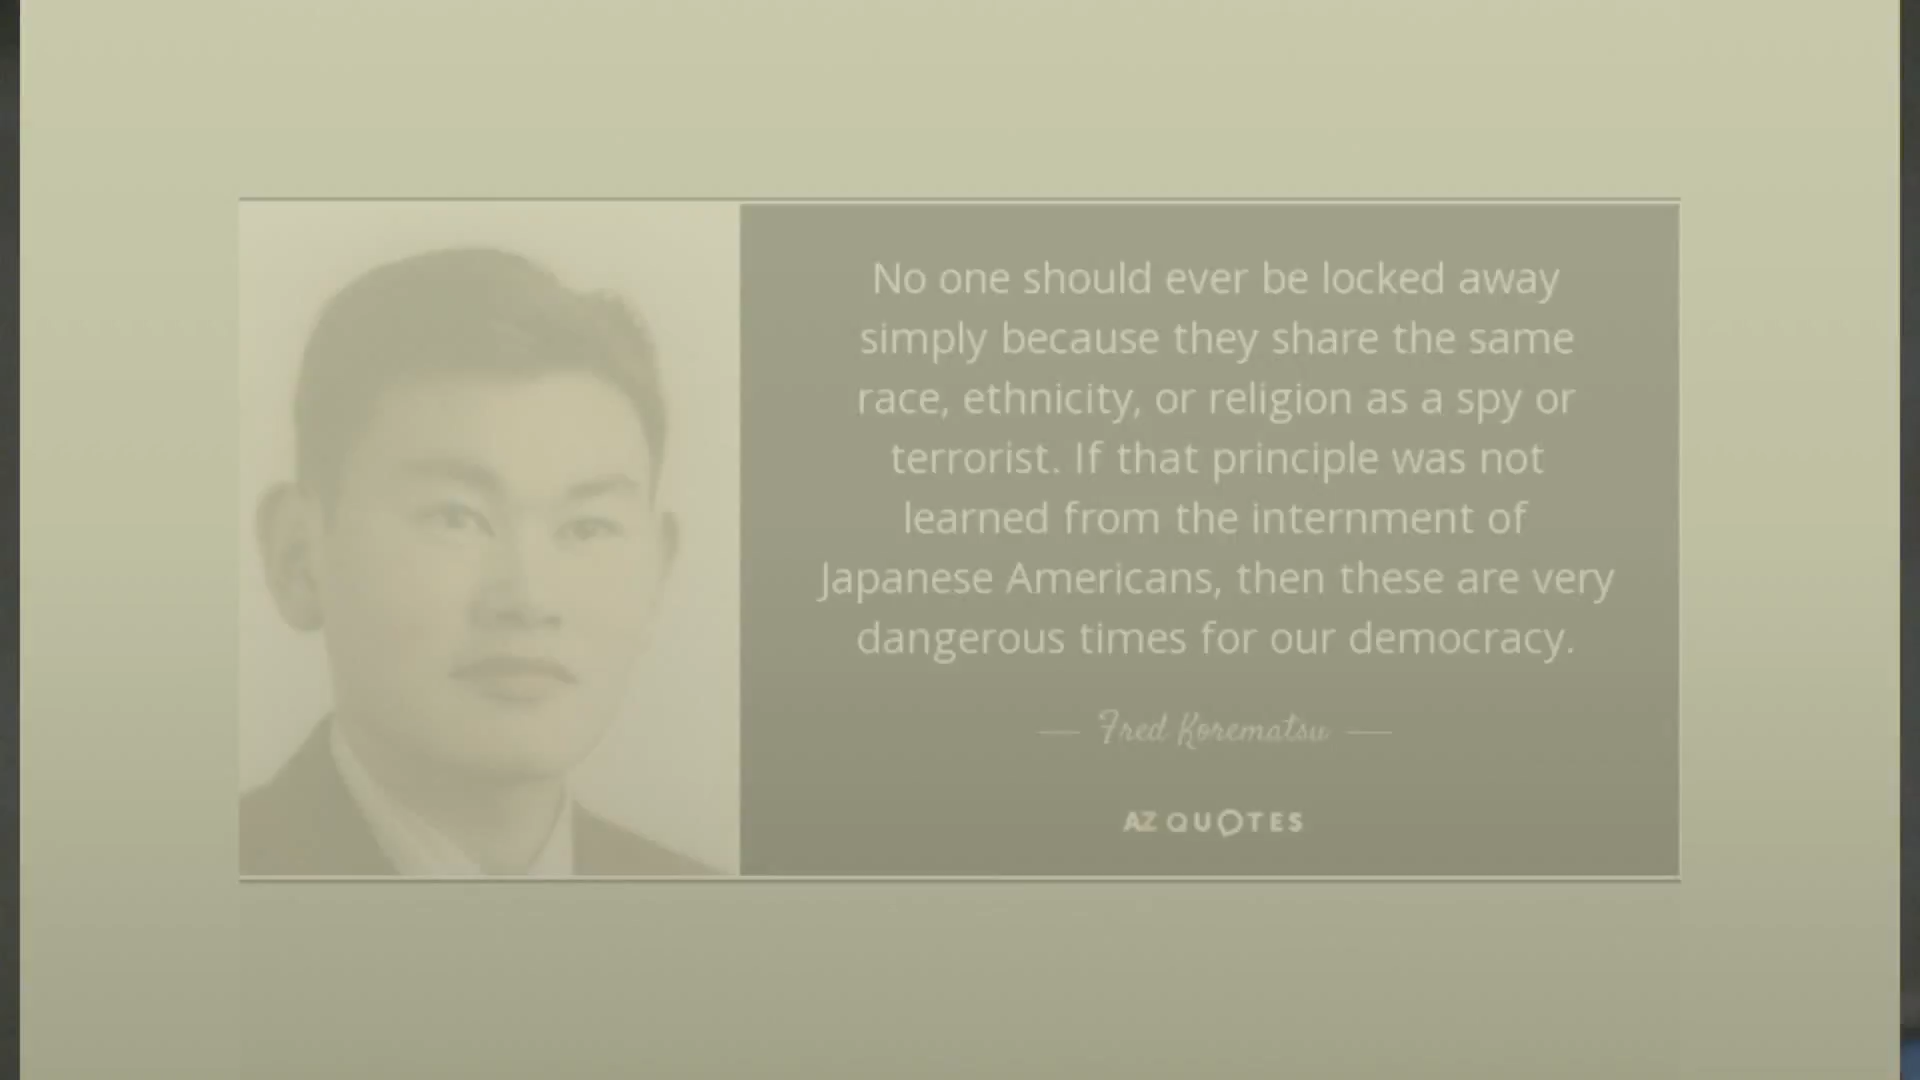 No one should ever be locked away
simply because they share the same
race, ethnicity, or religion as a spy or
terrorist. If that principle was not
learned from the internment of
Japanese Americans, then these are very
dangerous times for our democracy.
— Fred Korematsu —
AZ QUOTES